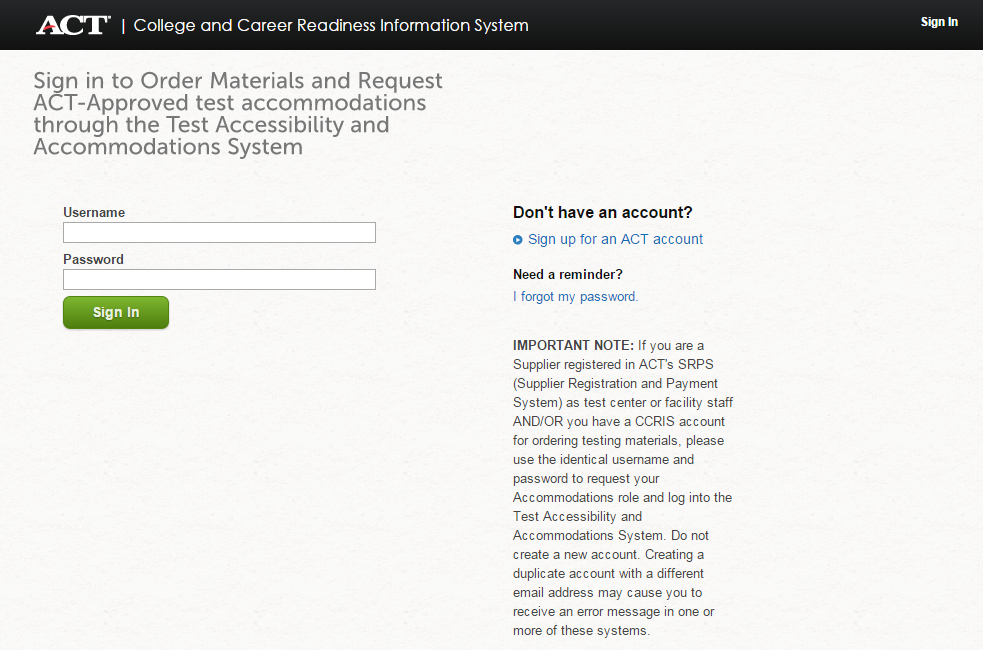 ACT® | College and Career Readiness Information System
Sign In
Sign in to Order Materials and Request
ACT-Approved test accommodations
through the Test Accessibility and
Accommodations System
Username
Password
Sign In
Don't have an account?
Sign up for an ACT account
Need a reminder?
I forgot my password.
IMPORTANT NOTE: If you are a
Supplier registered in ACT's SRPS
(Supplier Registration and Payment
System) as test center or facility staff
AND/OR you have a CCRIS account
for ordering testing materials, please
use the identical username and
password to request your
Accommodations role and log into the
Test Accessibility and
Accommodations System. Do not
create a new account. Creating a
duplicate account with a different
email address may cause you to
receive an error message in one or
more of these systems.